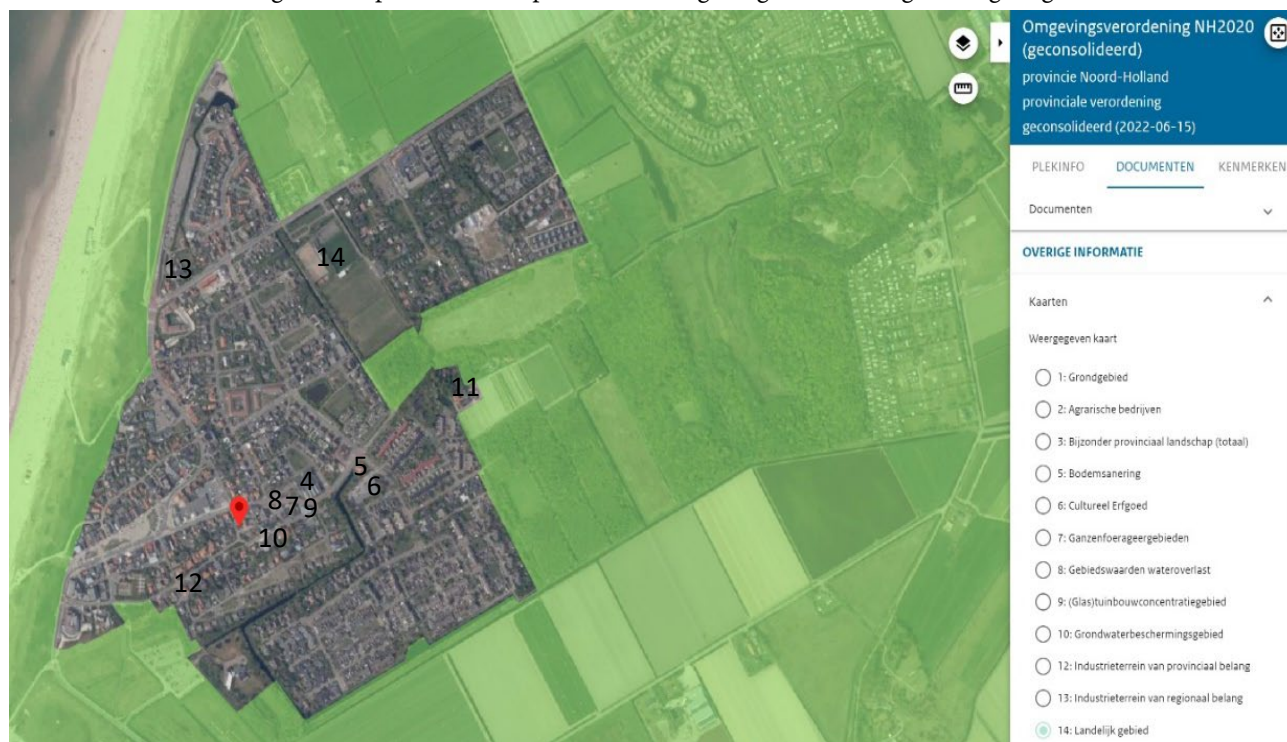 Omgevingsverordening NH2020
(geconsolideerd)
provincie Noord-Holland
provinciale verordening
geconsolideerd (2022-06-15)
PLEKINFO DOCUMENTEN KENMERKEN
Documenten
OVERIGE INFORMATIE
Kaarten
Weergegeven kaart
1: Grondgebied
2: Agrarische bedrijven
3: Bijzonder provinciaal landschap (totaal)
5: Bodemsanering
6: Cultureel Erfgoed
7: Ganzenfoerageergebieden
8: Gebiedswaarden wateroverlast
9: (Glas)tuinbouwconcentratiegebied
10: Grondwaterbeschermingsgebied
12: Industrieterrein van provinciaal belang
13: Industrieterrein van regionaal belang
14: Landelijk gebied
13
14
11
5
4
6
8
7
9
10
12